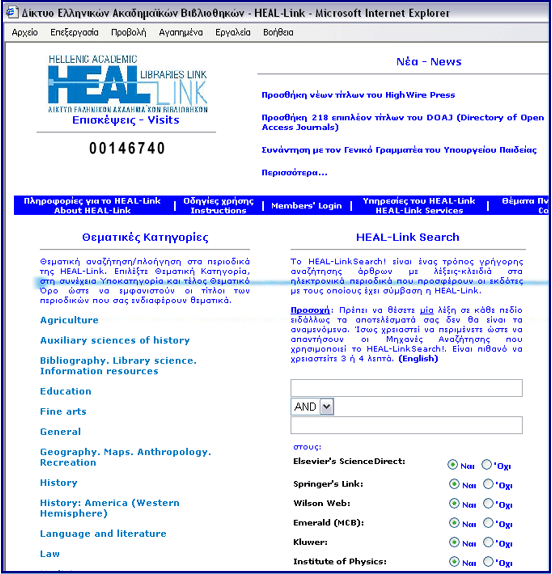 Δίκτυο Ελληνικών Ακαδημαϊκών Βιβλιοθηκών - HEAL-Link - Microsoft Internet Explorer
Αρχείο Επεξεργασία Προβολή Αγαπημένα Εργαλεία Βοήθεια
HELLENIC ACADEMIC
HEAL LIBRARIES LINK
LINK
ΔΙΚΤΥΟ ΕΛΛΗΝΙΚΩΝ ΑΚΑΔΗΜΑΪΚΩΝ ΒΙΒΛΙΟΘΗΚΩΝ
Επισκέψεις - Visits
00146740
Νέα - News
Προσθήκη νέων τίτλων του HighWire Press
Προσθήκη 218 επιπλέον τίτλων του DOAJ (Directory of Open
Access Journals)
Συνάντηση με τον Γενικό Γραμματέα του Υπουργείου Παιδείας
Περισσότερα...
Πληροφορίες για το HEAL-Link
About HEAL-Link
Οδηγίες χρήσης
Instructions
Members' Login
Υπηρεσίες του HEAL-Link
HEAL-Link Services
Θέματα Πν
Co
Θεματικές Κατηγορίες
Θεματική αναζήτηση/πλοήγηση στα περιοδικά
της HEAL-Link. Επιλέξτε Θεματική Κατηγορία,
στη συνέχεια Υποκατηγορία και τέλος Θεματικό
Όρο ώστε να εμφανιστούν οι τίτλοι των
περιοδικών που σας ενδιαφέρουν θεματικά.
Agriculture
Auxiliary sciences of history
Bibliography. Library science.
Information resources
Education
Fine arts
General
Geography. Maps. Anthropology.
Recreation
History
History: America (Western
Hemisphere)
Language and literature
Law
HEAL-Link Search
Το HEAL-LinkSearch! είναι ένας τρόπος γρήγορης
αναζήτησης άρθρων με λέξεις-κλειδιά στα
ηλεκτρονικά περιοδικά που προσφέρουν οι εκδότες
με τους οποίους έχει σύμβαση η HEAL-Link.
Προσοχή: Πρέπει να θέσετε μία λέξη σε κάθε πεδίο
ειδάλλως τα αποτελέσματά σας δεν θα είναι τα
αναμενόμενα. Ίσως χρειαστεί να περιμένετε ώστε να
απαντήσουν οι Μηχανές Αναζήτησης που
χρησιμοποιεί το HEAL-LinkSearch!. Είναι πιθανό να
χρειαστείτε 3 ή 4 λεπτά. (English)
AND
στους:
Elsevier's ScienceDirect: Ναι Όχι
Springer's Link: Ναι Όχι
Wilson Web: Ναι Όχι
Emerald (MCB): Ναι Όχι
Kluwer: Ναι Όχι
Institute of Physics: Ναι Όχι